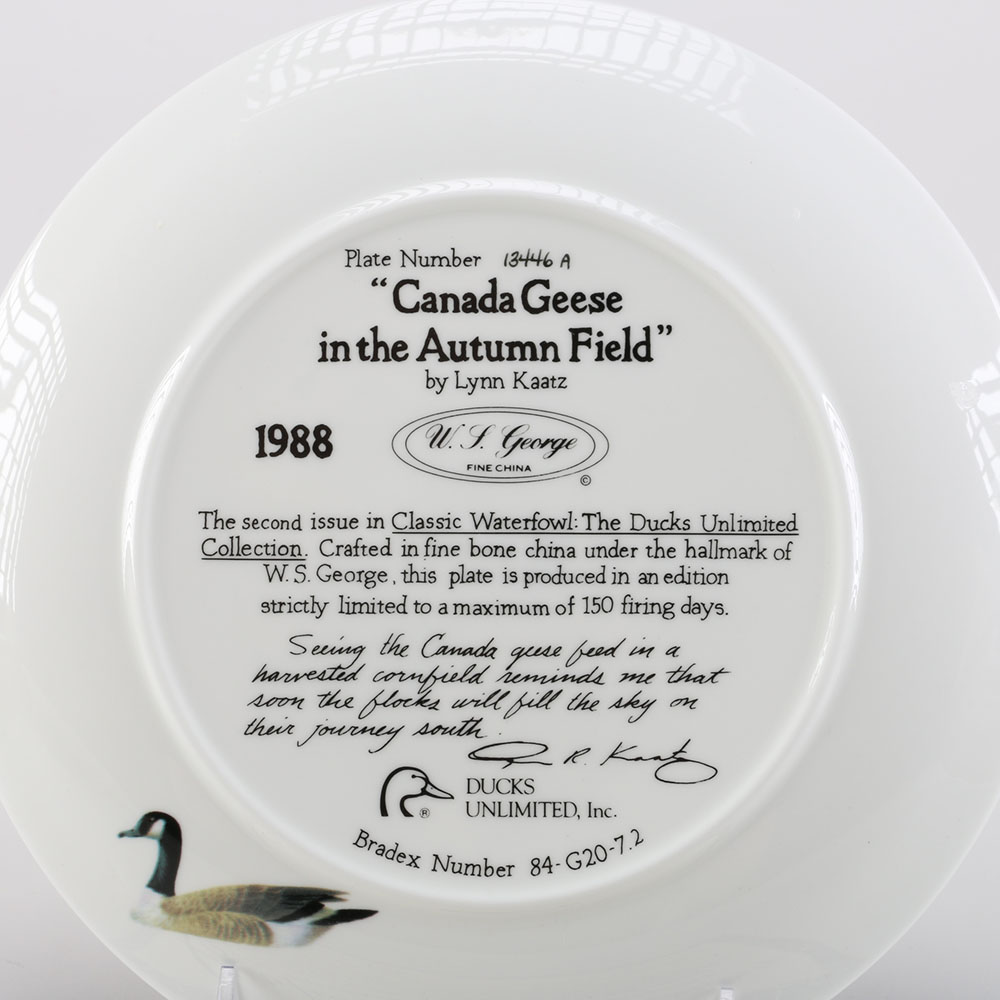 Plate Number 13446 A
"Canada Geese
in the Autumn Field"
by Lynn Kaatz
1988
W. S. George
FINE CHINA
©
The second issue in Classic Waterfowl: The Ducks Unlimited
Collection. Crafted in fine bone china under the hallmark of
W. S. George, this plate is produced in an edition
strictly limited to a maximum of 150 firing days.
Seeing the Canada geese feed in a
harvested cornfield reminds me that
soon the flocks will fill the sky on
their journey south.
R. Kaatz
DUCKS
® UNLIMITED, Inc.
Bradex Number 84-G20-7.2